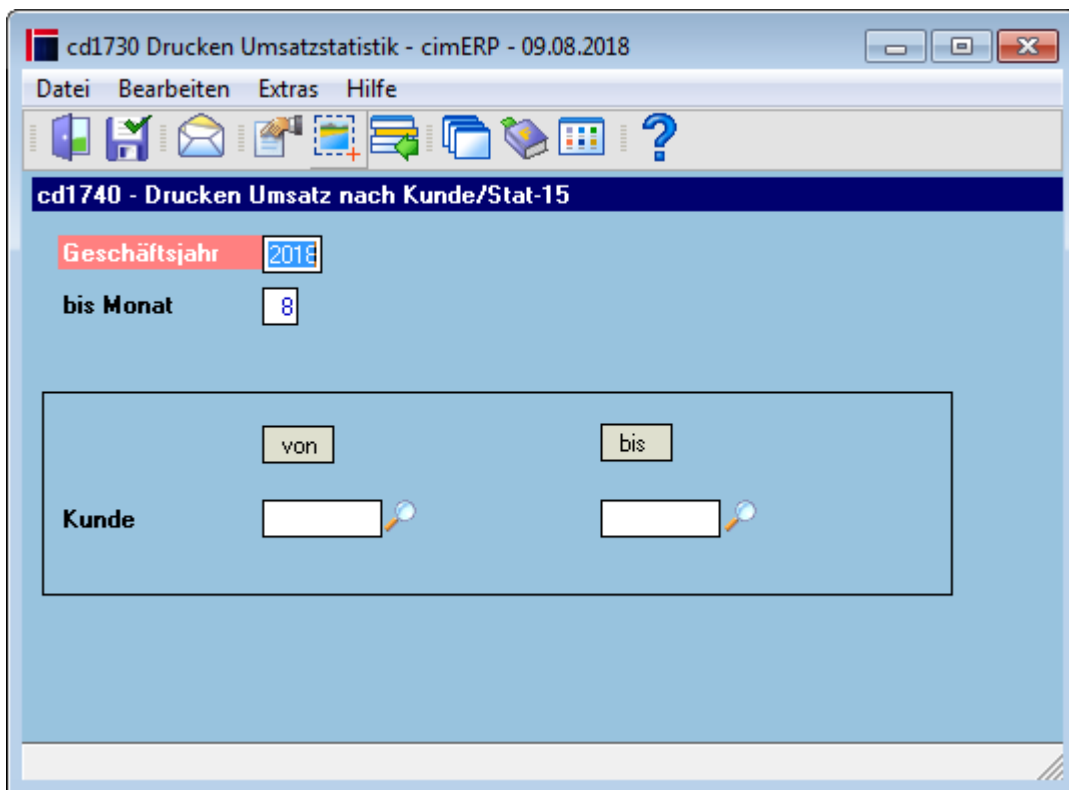 cd1730 Drucken Umsatzstatistik - cimERP - 09.08.2018
Datei Bearbeiten Extras Hilfe
cd1740 - Drucken Umsatz nach Kunde/Stat-15
Geschäftsjahr 2018
bis Monat 8
von bis
Kunde